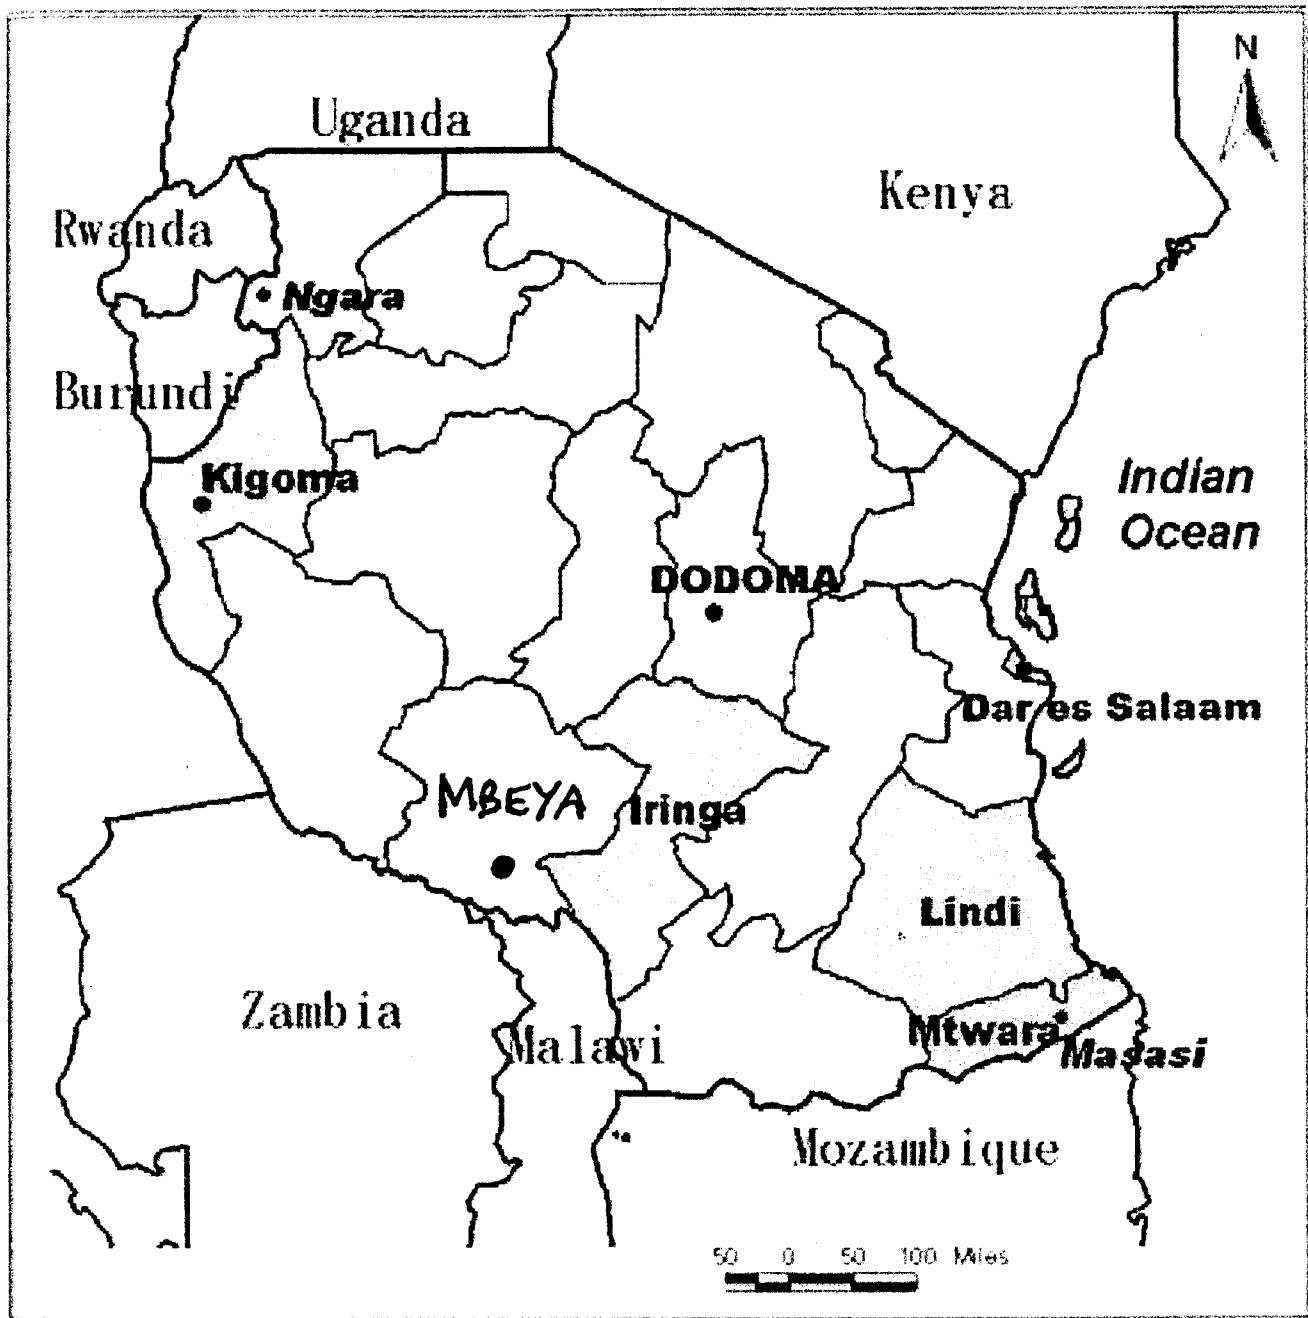 N
Uganda
Kenya
Rwanda
Ngara
Burundi
Kigoma
Indian
Ocean
DODOMA
Dar es Salaam
MBEYA
Iringa
Lindi
Zambia
Mtwara
Malawi
Masasi
Mozambique
50 0 50 100 Miles